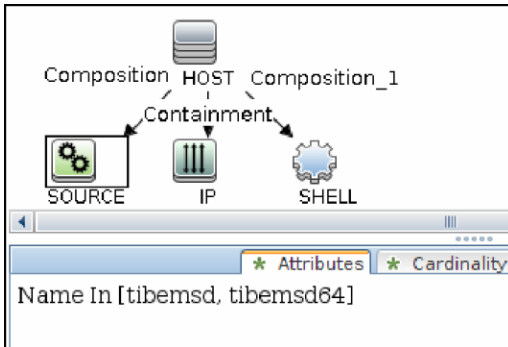 Composition HOST Composition_1
Containment
SOURCE IP SHELL
Attributes Cardinality
Name In [tibemsd, tibemsd64]